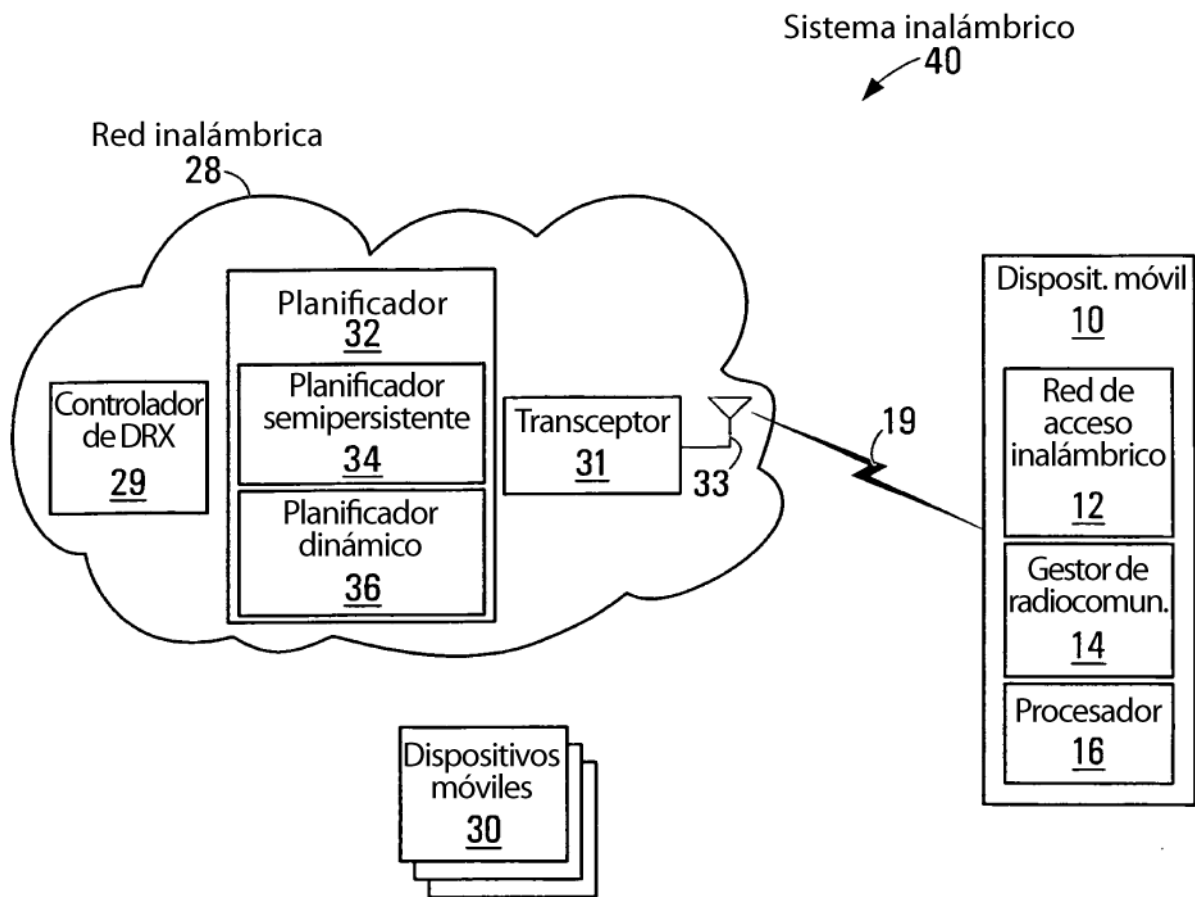 Sistema inalámbrico
40
Red inalámbrica
28
Planificador
32
Planificador
semipersistente
34
Planificador
dinámico
36
Controlador
de DRX
29
Transceptor
31
33
19
Disposit. móvil
10
Red de
acceso
inalámbrico
12
Gestor de
radiocomun.
14
Procesador
16
Dispositivos
móviles
30